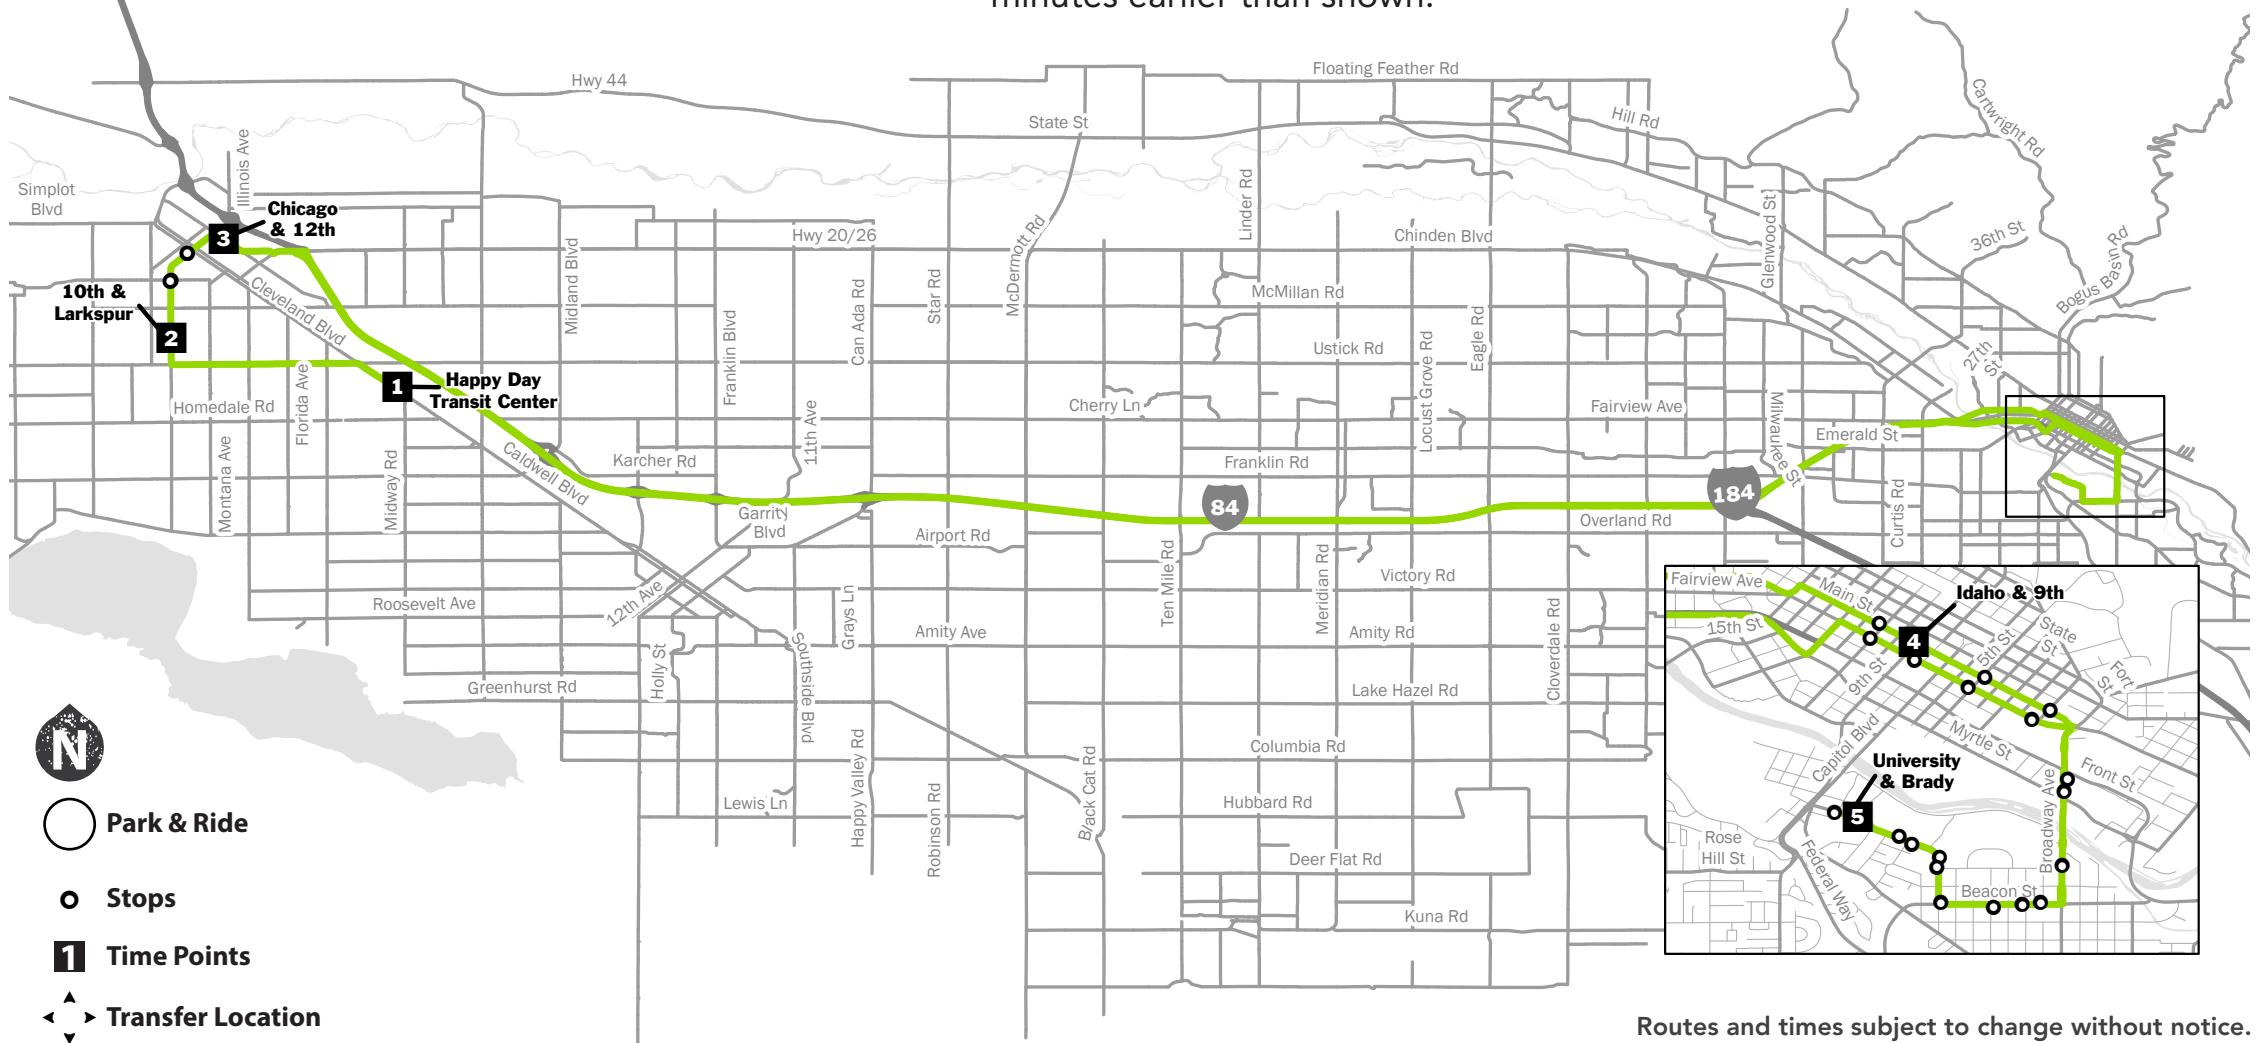 minutes earlier than shown.
Hwy 44
Floating Feather Rd
State St
Hill Rd
Cartwright Rd
Illinois Ave
Simplot
Blvd
Chicago
& 12th
3
Linder Rd
Glenwood St
McDermott Rd
Hwy 20/26
Chinden Blvd
36th St
Bogus Basin Rd
Midland Blvd
10th &
Larkspur
2
Cleveland Blvd
Can Ada Rd
Star Rd
McMillan Rd
Franklin Blvd
Ustick Rd
Locust Grove Rd
Eagle Rd
27th
St
1
Happy Day
Transit Center
Homedale Rd
Florida Ave
Cherry Ln
Fairview Ave
Milwaukee St
Emerald St
11th Ave
Montana Ave
Midway Rd
Caldwell Blvd
Karcher Rd
Franklin Rd
84
184
Curtis Rd
Garrity
Blvd
Overland Rd
Airport Rd
Ten Mile Rd
Meridian Rd
Victory Rd
Roosevelt Ave
12th Ave
Grays Ln
Amity Ave
Amity Rd
Cloverdale Rd
Holly St
Southside Blvd
Greenhurst Rd
Lake Hazel Rd
Happy Valley Rd
Black Cat Rd
Columbia Rd
Lewis Ln
Robinson Rd
Hubbard Rd
Deer Flat Rd
Kuna Rd
Fairview Ave
Main St
Idaho & 9th
15th St
4
5th St
State
St
9th St
Fort
St
Capitol Blvd
Myrtle St
Front St
University
& Brady
5
Broadway Ave
Rose
Hill St
Federal Way
Beacon St
N
Park & Ride
Stops
1
Time Points
Transfer Location
Routes and times subject to change without notice.